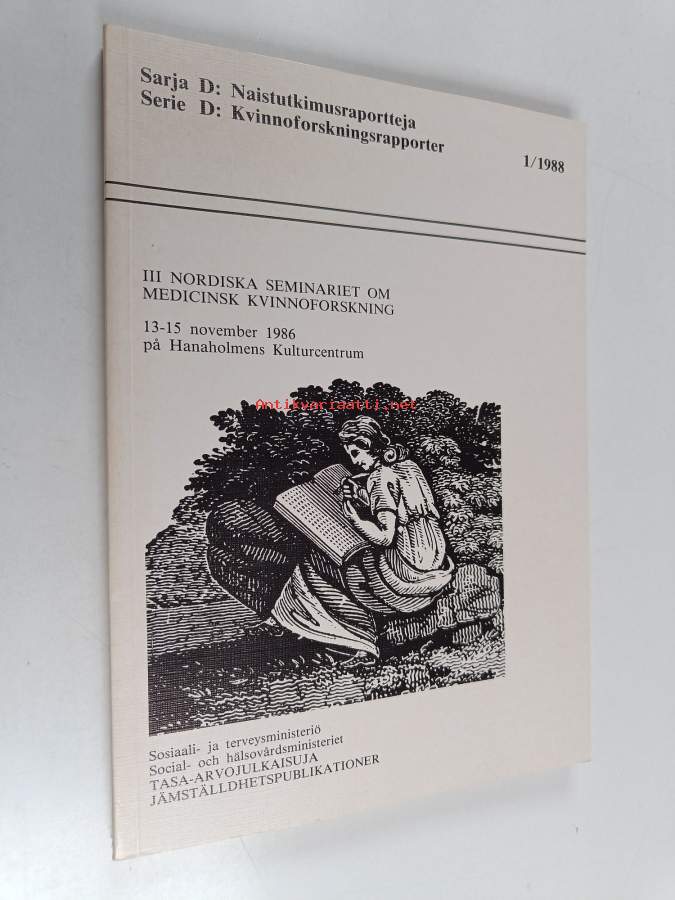 Sarja D: Naistutkimusraportteja
Serie D: Kvinnoforskningsrapporter
1/1988
III NORDISKA SEMINARIET OM
MEDICINSK KVINNOFORSKNING
13-15 november 1986
på Hanaholmens Kulturcentrum
Antikvariaatti.net
Sosiaali- ja terveysministeriö
Social- och hälsovårdsministeriet
TASA-ARVOJULKAISUJA
JÄMSTÄLLDHETSPUBLIKATIONER